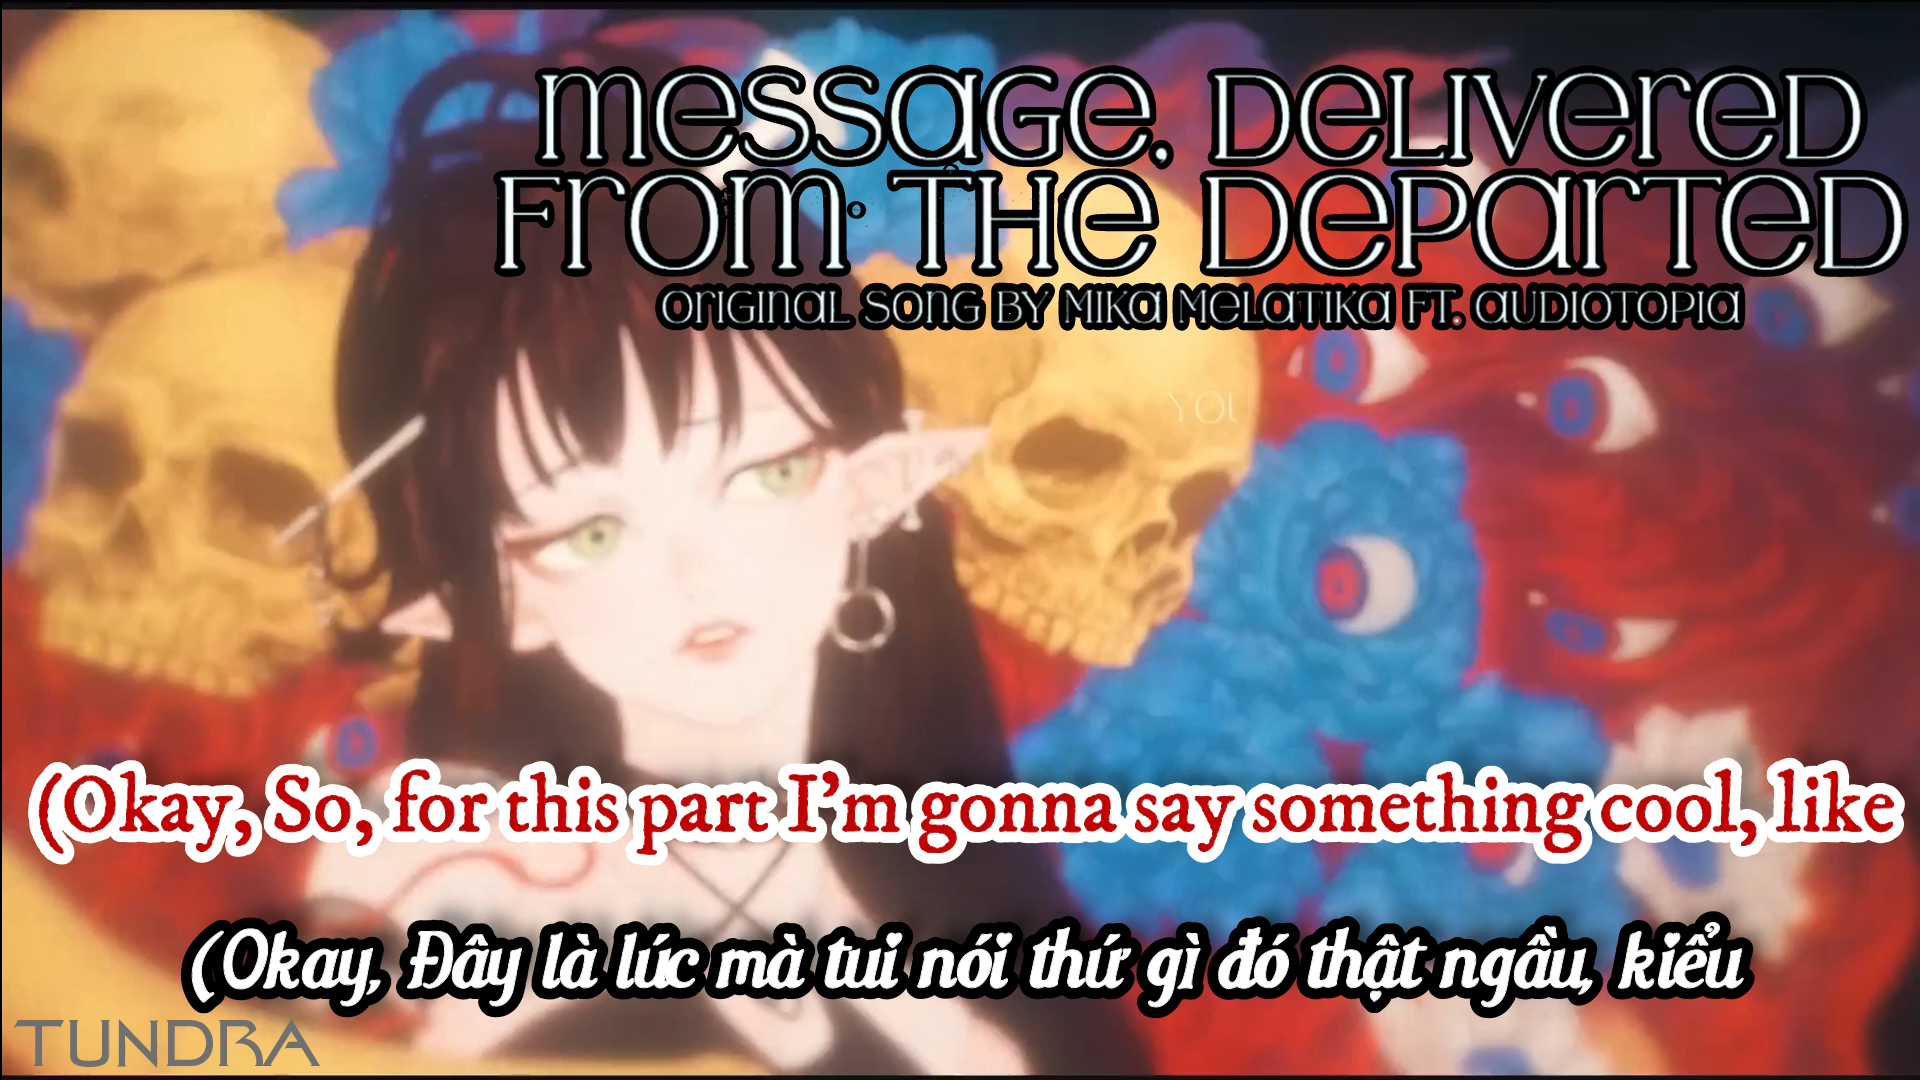 Message, Delivered
From The Departed
Original Song By Mika Melatika Ft. Audiotopia
YOU
(Okay, So, for this part I'm gonna say something cool, like
(Okay, Đây là lúc mà tui nói thứ gì đó thật ngầu, kiểu
TUNDRA